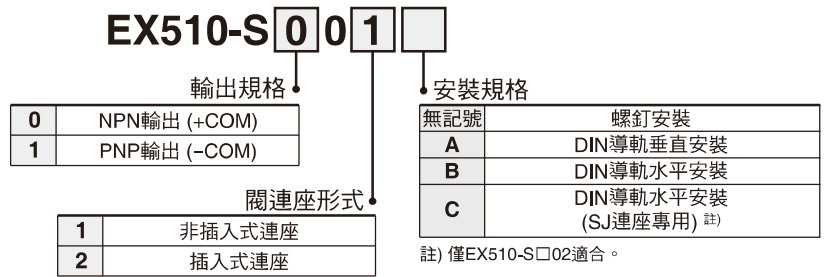 EX510-S001
輸出規格
0 NPN輸出 (+COM)
1 PNP輸出 (−COM)
閥連座形式
1 非插入式連座
2 插入式連座
安裝規格
無記號 螺釘安裝
A DIN導軌垂直安裝
B DIN導軌水平安裝
C DIN導軌水平安裝
(SJ連座專用) 註)
註) 僅EX510-S□02適合。